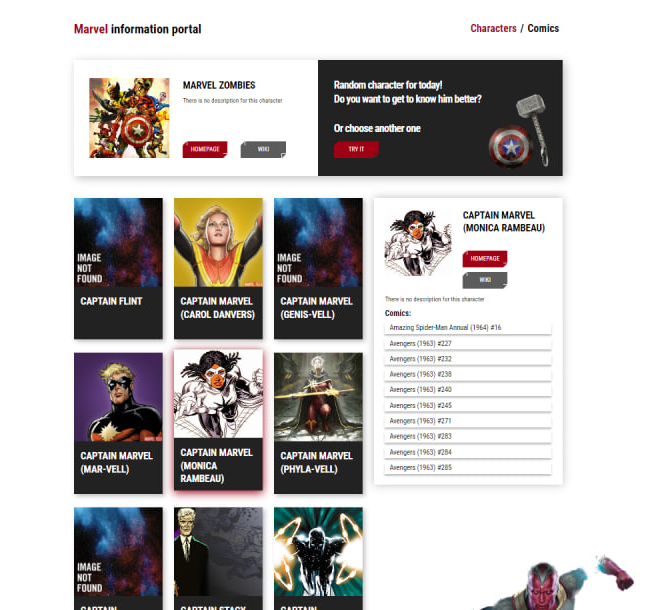 Marvel information portal
Characters / Comics
MARVEL ZOMBIES
There is no description for this character
HOMEPAGE
WIKI
Random character for today!
Do you want to get to know him better?
Or choose another one
TRY IT
IMAGE
NOT
FOUND
CAPTAIN FLINT
CAPTAIN MARVEL
(CAROL DANVERS)
IMAGE
NOT
FOUND
CAPTAIN MARVEL
(GENIS-VELL)
CAPTAIN MARVEL
(MAR-VELL)
CAPTAIN MARVEL
(MONICA
RAMBEAU)
CAPTAIN MARVEL
(PHYLA-VELL)
IMAGE
NOT
FOUND
CAPTAIN
CAPTAIN STACY
CAPTAIN
CAPTAIN MARVEL
(MONICA RAMBEAU)
HOMEPAGE
WIKI
There is no description for this character
Comics:
Amazing Spider-Man Annual (1964) #16
Avengers (1963) #227
Avengers (1963) #232
Avengers (1963) #238
Avengers (1963) #240
Avengers (1963) #245
Avengers (1963) #271
Avengers (1963) #283
Avengers (1963) #284
Avengers (1963) #285